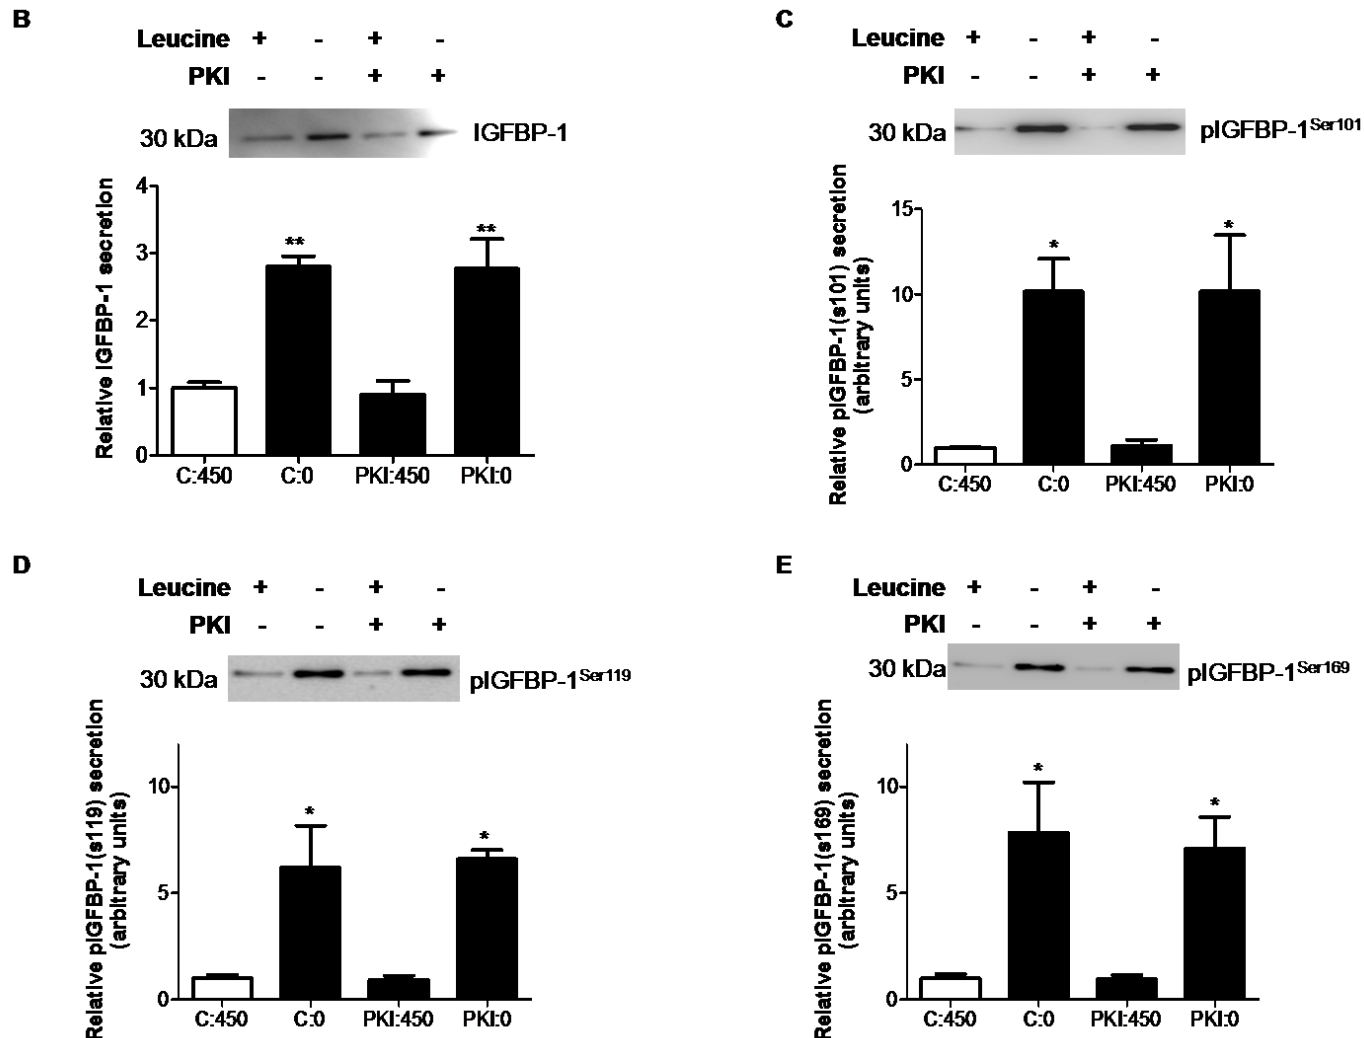 B
Leucine + - + -
PKI - - + +
30 kDa IGFBP-1
Relative IGFBP-1 secretion
4
3
2
1
0
** **
C:450 C:0 PKI:450 PKI:0
C
Leucine + - + -
PKI - - + +
30 kDa pIGFBP-1Ser101
Relative pIGFBP-1(s101) secretion
(arbitrary units)
15
10
5
0
* *
C:450 C:0 PKI:450 PKI:0
D
Leucine + - + -
PKI - - + +
30 kDa pIGFBP-1Ser119
Relative pIGFBP-1(s119) secretion
(arbitrary units)
10
5
0
* *
C:450 C:0 PKI:450 PKI:0
E
Leucine + - + -
PKI - - + +
30 kDa pIGFBP-1Ser169
Relative pIGFBP-1(s169) secretion
(arbitrary units)
10
5
0
* *
C:450 C:0 PKI:450 PKI:0